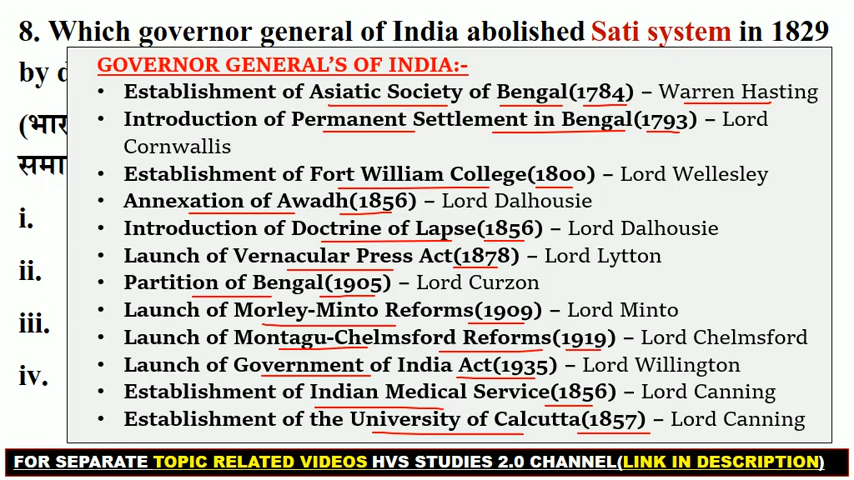 8. Which governor general of India abolished Sati system in 1829
by d
GOVERNOR GENERAL'S OF INDIA:-
• Establishment of Asiatic Society of Bengal(1784) – Warren Hasting
(भार
• Introduction of Permanent Settlement in Bengal(1793) – Lord
Cornwallis
समा
• Establishment of Fort William College(1800) – Lord Wellesley
• Annexation of Awadh(1856) – Lord Dalhousie
i.
• Introduction of Doctrine of Lapse(1856) – Lord Dalhousie
• Launch of Vernacular Press Act(1878) – Lord Lytton
ii.
• Partition of Bengal(1905) – Lord Curzon
• Launch of Morley-Minto Reforms(1909) – Lord Minto
iii.
• Launch of Montagu-Chelmsford Reforms(1919) – Lord Chelmsford
• Launch of Government of India Act(1935) – Lord Willington
iv.
• Establishment of Indian Medical Service(1856) – Lord Canning
• Establishment of the University of Calcutta(1857) – Lord Canning
FOR SEPARATE TOPIC RELATED VIDEOS HVS STUDIES 2.0 CHANNEL(LINK IN DESCRIPTION)